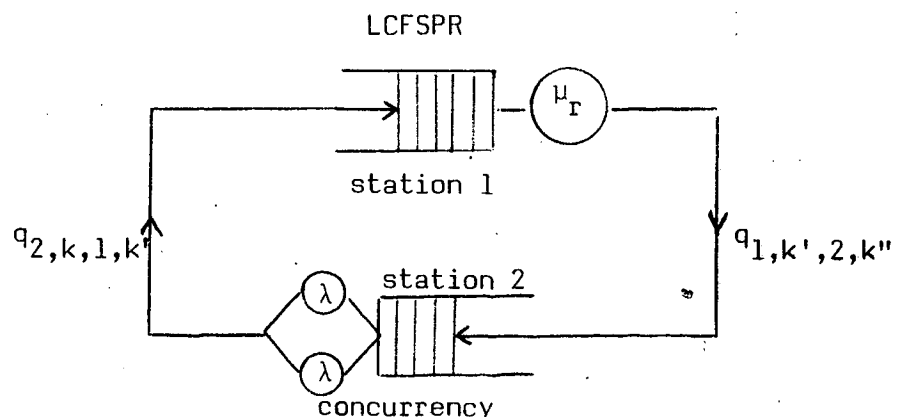 LCFSPR
μr
station 1
q2,k,1,k'
q1,k',2,k"
station 2
λ
λ
concurrency